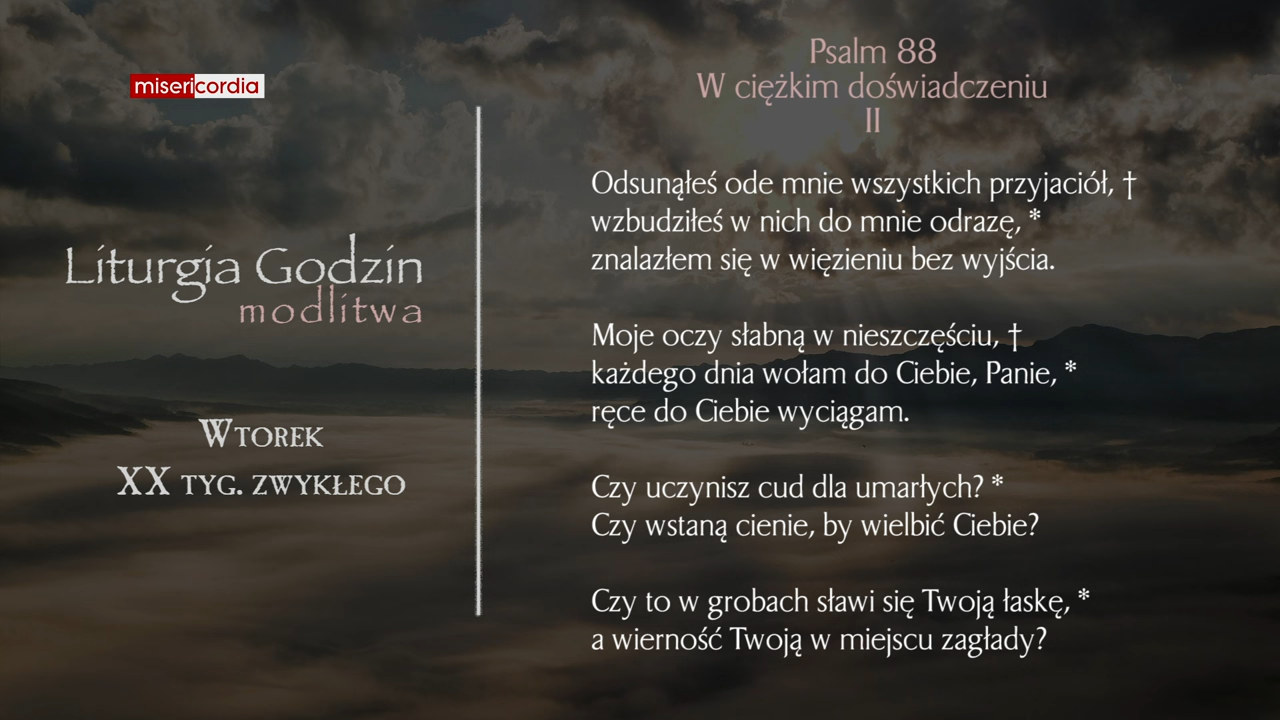 misericordia
Liturgia Godzin
modlitwa
Wtorek
XX tyg. zwykłego
Psalm 88
W ciężkim doświadczeniu
II
Odsunąłeś ode mnie wszystkich przyjaciół, †
wzbudziłeś w nich do mnie odrazę, *
znalazłem się w więzieniu bez wyjścia.
Moje oczy słabną w nieszczęściu, †
każdego dnia wołam do Ciebie, Panie, *
ręce do Ciebie wyciągam.
Czy uczynisz cud dla umarłych? *
Czy wstaną cienie, by wielbić Ciebie?
Czy to w grobach sławi się Twoją łaskę, *
a wierność Twoją w miejscu zagłady?